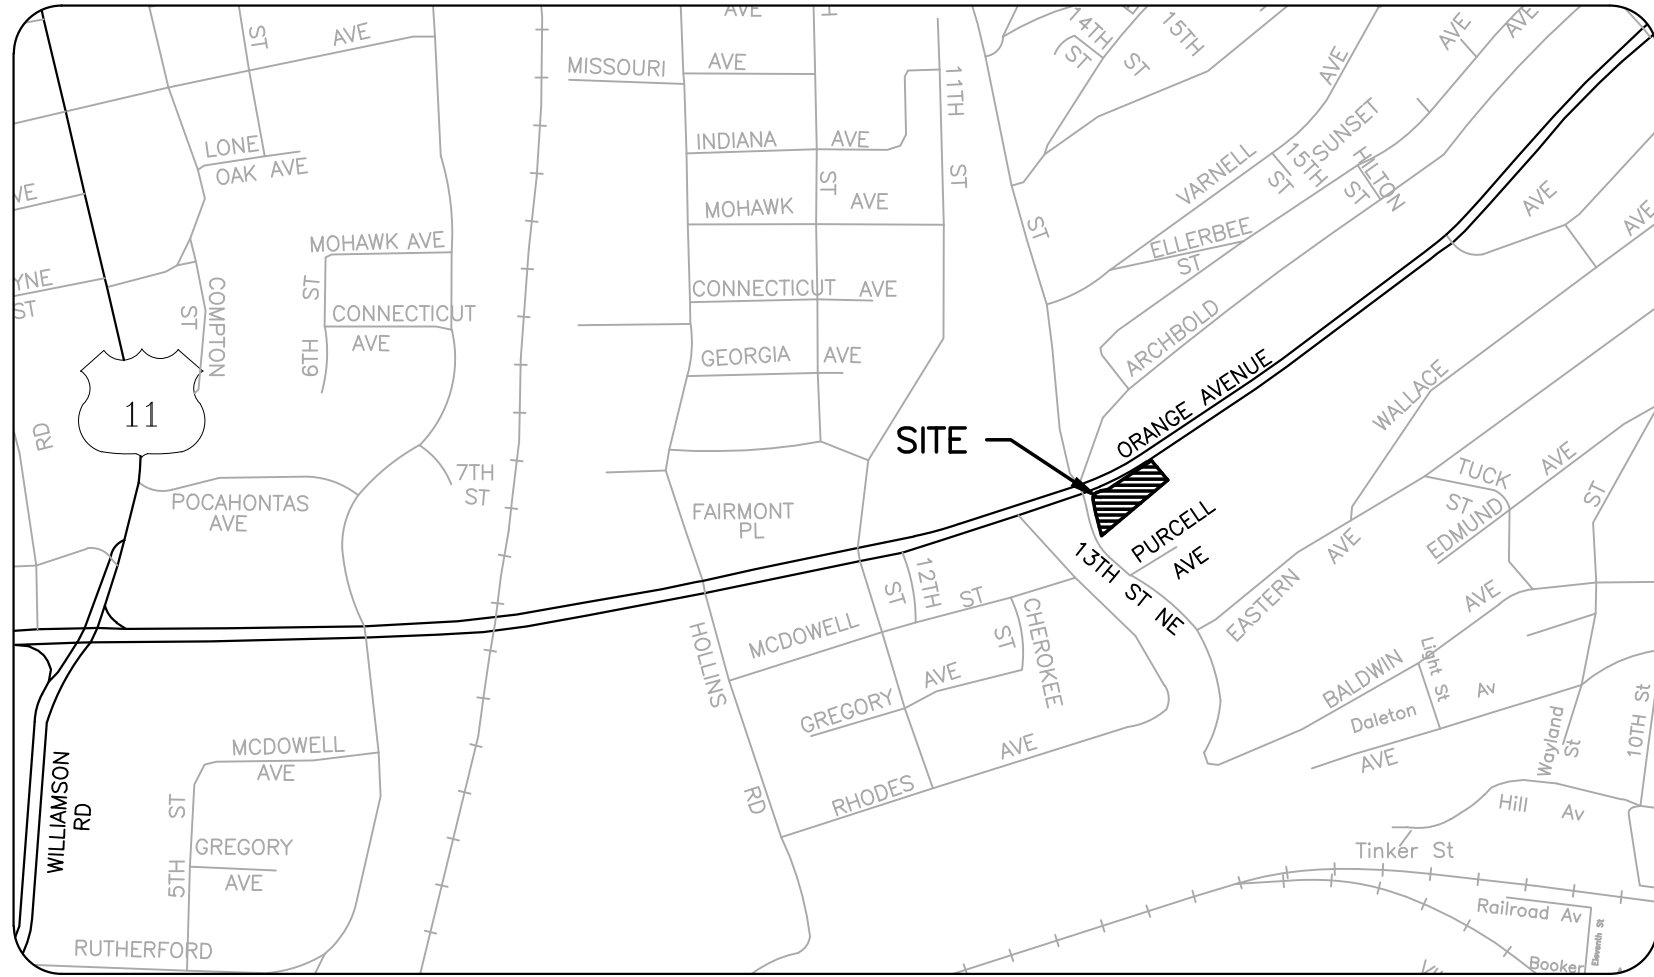 AVE
ST
AVE
14TH
ST
15TH
ST
AVE
AVE
AVE
MISSOURI
AVE
11TH
ST
LONE
OAK AVE
INDIANA
AVE
ST
VARNELL
15TH
ST
SUNSET
HILTON
ST
MOHAWK
AVE
AVE
AVE
ST
ELLERBEE
ST
MOHAWK AVE
ST
6TH
CONNECTICUT
AVE
COMPTON
ST
YNE
ST
VE
CONNECTICUT
AVE
GEORGIA
AVE
ARCHBOLD
ORANGE AVENUE
WALLACE
11
RD
SITE
7TH
ST
POCAHONTAS
AVE
FAIRMONT
PL
PURCELL
AVE
13TH ST NE
TUCK
ST
AVE
EDMUND
ST
EASTERN
AVE
AVE
12TH
ST
MCDOWELL
ST
CHEROKEE
ST
HOLLINS
RD
GREGORY
AVE
RHODES
AVE
BALDWIN
Light St
Daleton
Av
AVE
Wayland
St
10TH St
WILLIAMSON
RD
MCDOWELL
AVE
ST
5TH
GREGORY
AVE
RUTHERFORD
Hill
Av
Tinker St
Railroad Av
Eleventh St
Booker